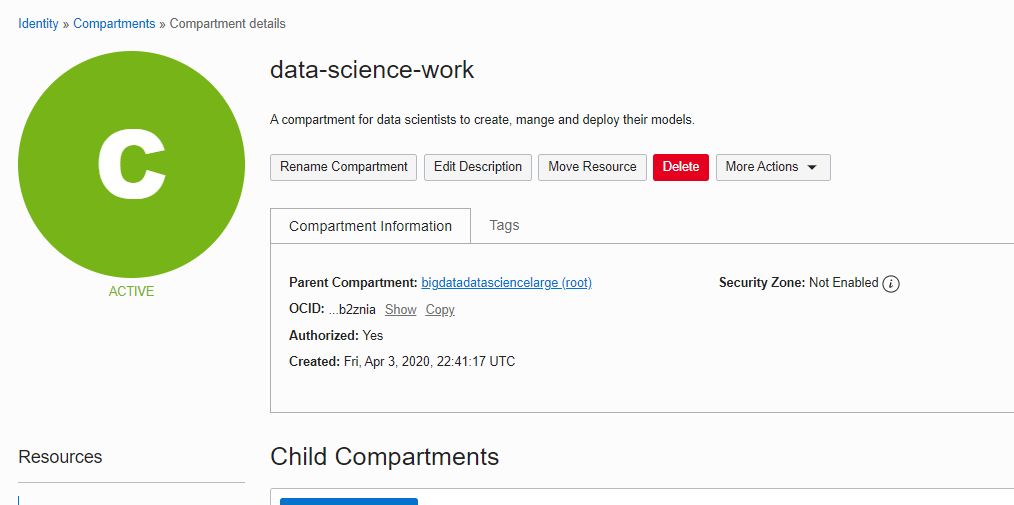 Identity » Compartments » Compartment details
C
ACTIVE
data-science-work
A compartment for data scientists to create, mange and deploy their models.
Rename Compartment Edit Description Move Resource Delete More Actions
Compartment Information Tags
Parent Compartment: bigdatadatasciencelarge (root) Security Zone: Not Enabled i
OCID: ...b2znia Show Copy
Authorized: Yes
Created: Fri, Apr 3, 2020, 22:41:17 UTC
Resources
Child Compartments